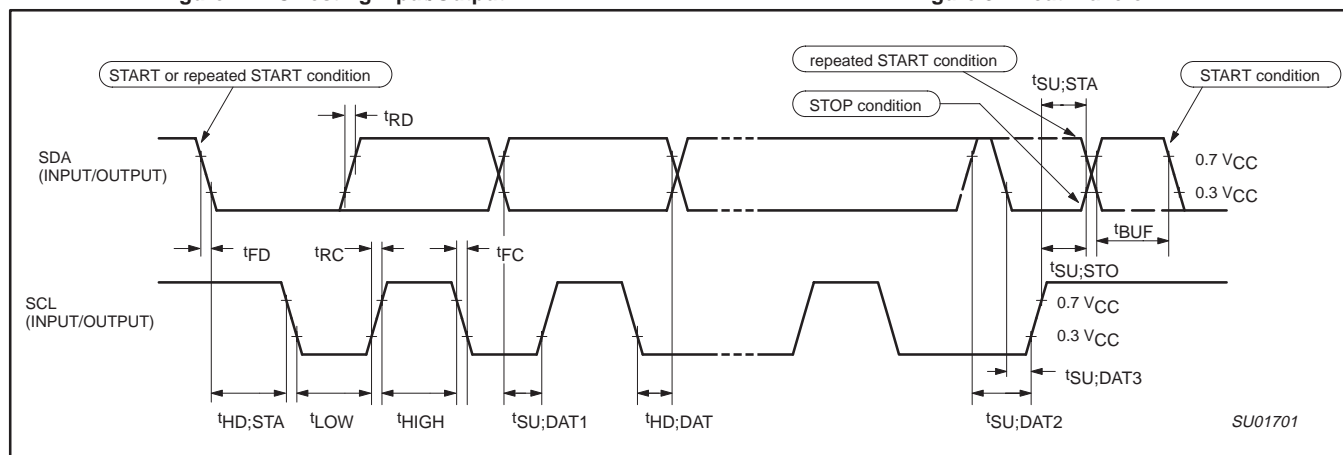 START or repeated START condition
repeated START condition
tSU;STA
START condition
STOP condition
tRD
SDA
(INPUT/OUTPUT)
0.7 VCC
0.3 VCC
tFD
tRC
tFC
tBUF
tSU;STO
SCL
(INPUT/OUTPUT)
0.7 VCC
0.3 VCC
tSU;DAT3
tHD;STA
tLOW
tHIGH
tSU;DAT1
tHD;DAT
tSU;DAT2
SU01701